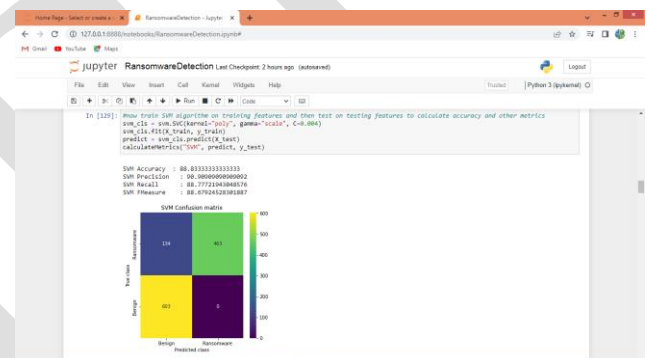 Home Page - Select or create a
RansomwareDetection - Jupyter
127.0.0.1:8888/notebooks/RansomwareDetection.ipynb#
Gmail YouTube Maps
jupyter RansomwareDetection Last Checkpoint: 2 hours ago (autosaved)
Logout
File Edit View Insert Cell Kernel Widgets Help
Trusted Python 3 (ipykernel)
Run Code
In [129]: #now train SVM algorithm on training features and then test on testing features to calculate accuracy and other metrics
svm_cls = svm.SVC(kernel="poly", gamma="scale", C=0.004)
svm_cls.fit(X_train, y_train)
predict = svm_cls.predict(X_test)
calculateMetrics("SVM", predict, y_test)
SVM Accuracy : 88.83333333333333
SVM Precision : 90.90909090909092
SVM Recall : 88.77721943048576
SVM FMeasure : 88.67924528301887
SVM Confusion matrix
600
500
400
300
200
100
0
Ransomware
134
463
True class
Benign
603
0
Benign Ransomware
Predicted class